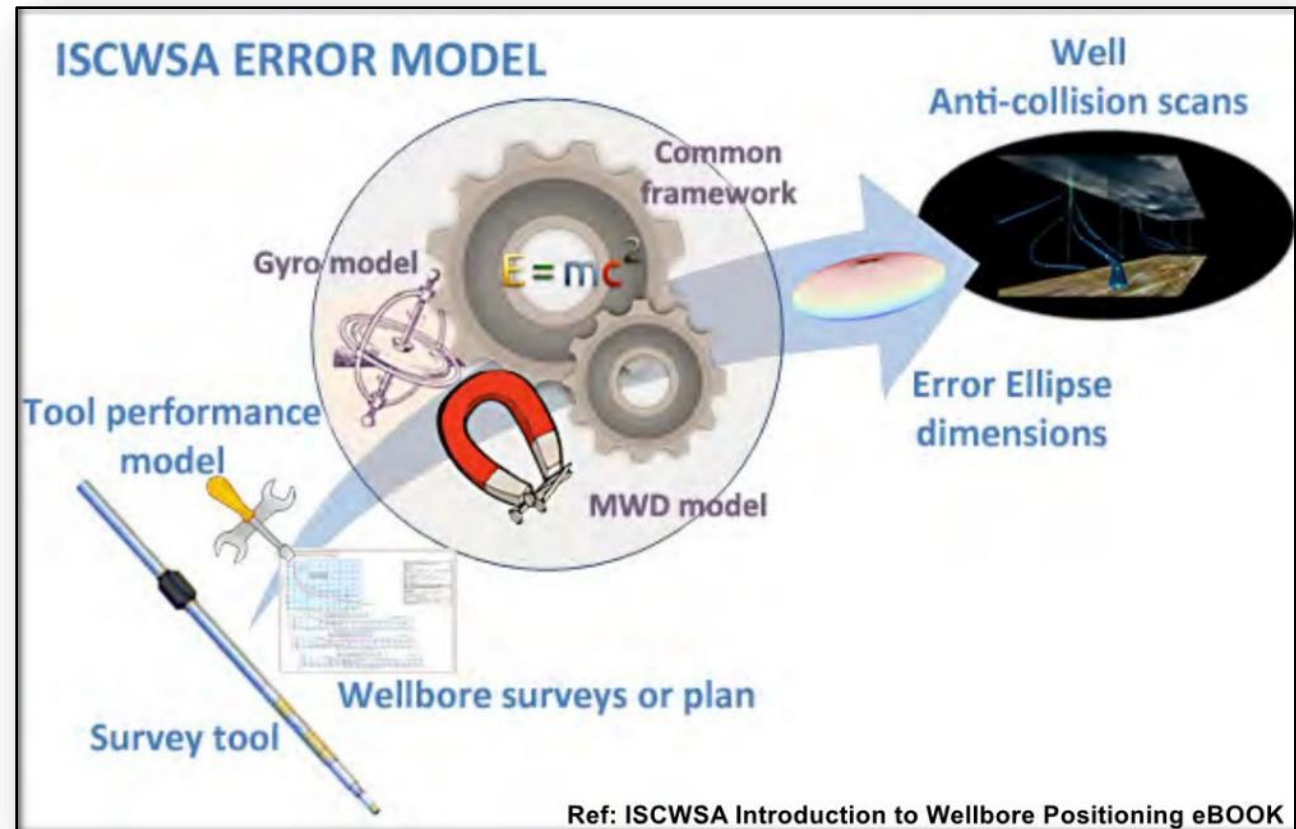 ISCWSA ERROR MODEL
Well
Anti-collision scans
Common
framework
Gyro model
E = mc2
Tool performance
model
Error Ellipse
dimensions
MWD model
Wellbore surveys or plan
Survey tool
Ref: ISCWSA Introduction to Wellbore Positioning eBOOK